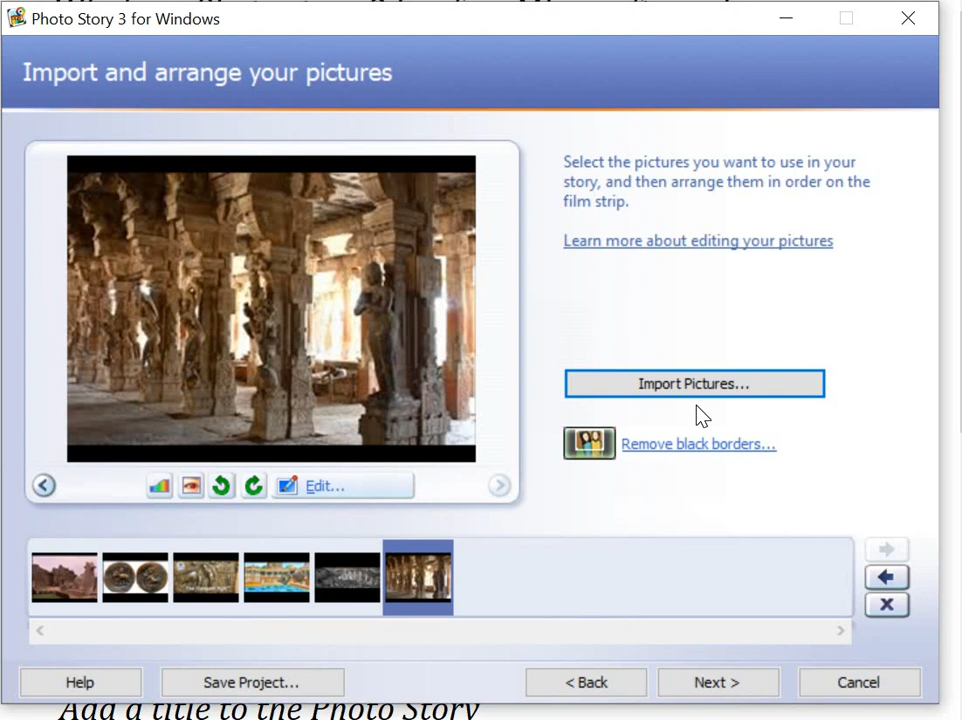 Photo Story 3 for Windows
Import and arrange your pictures
Select the pictures you want to use in your
story, and then arrange them in order on the
film strip.
Learn more about editing your pictures
Import Pictures...
Remove black borders...
Edit...
Help
Save Project...
< Back
Next >
Cancel
Add a title to the Photo Story